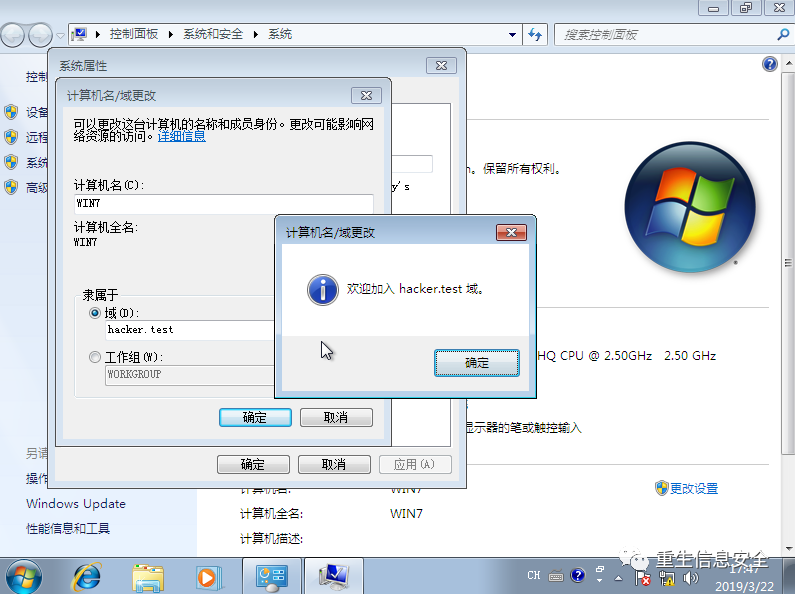 控制面板 系统和安全 系统
搜索控制面板
系统属性
计算机名/域更改
可以更改这台计算机的名称和成员身份。更改可能影响网
络资源的访问。详细信息
计算机名(C):
WIN7
计算机全名:
WIN7
隶属于
域(D):
hacker.test
工作组(W):
WORKGROUP
确定 取消
确定 取消 应用(A)
计算机名/域更改
欢迎加入 hacker.test 域。
确定
y's
。保留所有权利。
HQ CPU @ 2.50GHz 2.50 GHz
显示器的笔或触控输入
控制
设备
远程
系统
高级
另请
操作
Windows Update
性能信息和工具
计算机名: WIN7
更改设置
计算机全名: WIN7
计算机描述:
CH
17:47
2019/3/22
重生信息安全